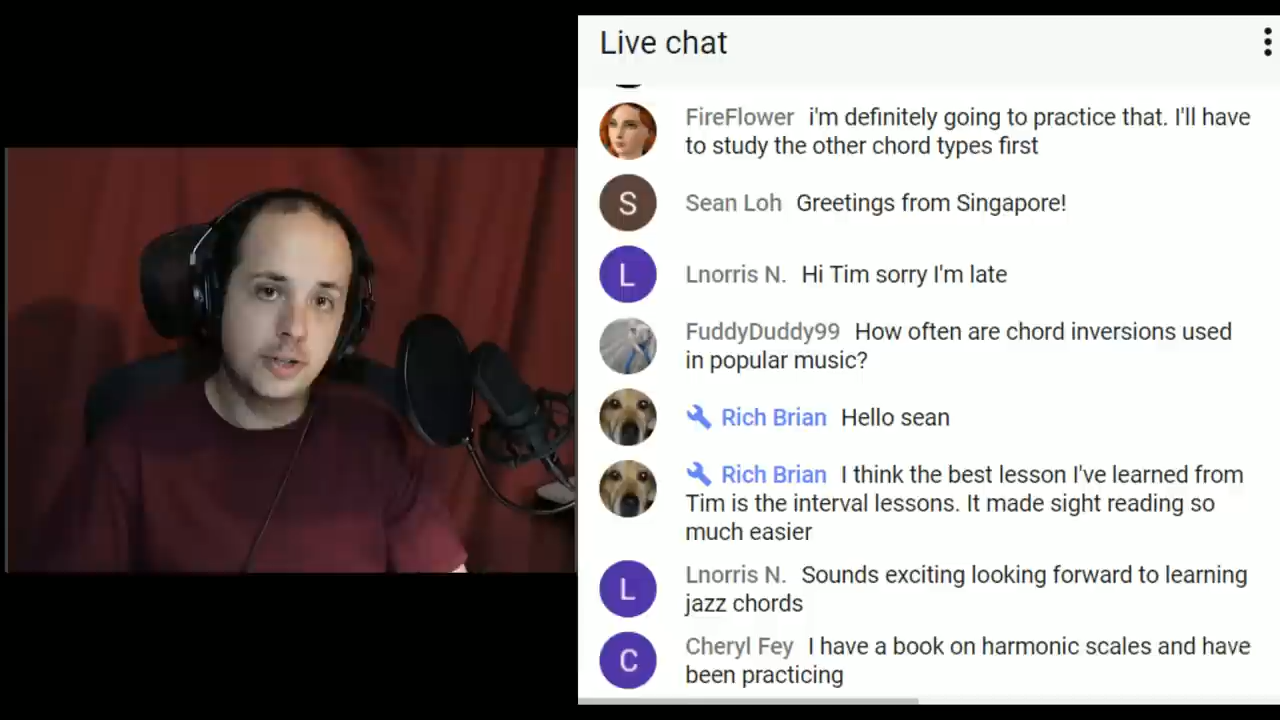 Live chat
FireFlower i'm definitely going to practice that. I'll have
to study the other chord types first
S
Sean Loh Greetings from Singapore!
L
Lnorris N. Hi Tim sorry I'm late
FuddyDuddy99 How often are chord inversions used
in popular music?
Rich Brian Hello sean
Rich Brian I think the best lesson I've learned from
Tim is the interval lessons. It made sight reading so
much easier
L
Lnorris N. Sounds exciting looking forward to learning
jazz chords
C
Cheryl Fey I have a book on harmonic scales and have
been practicing